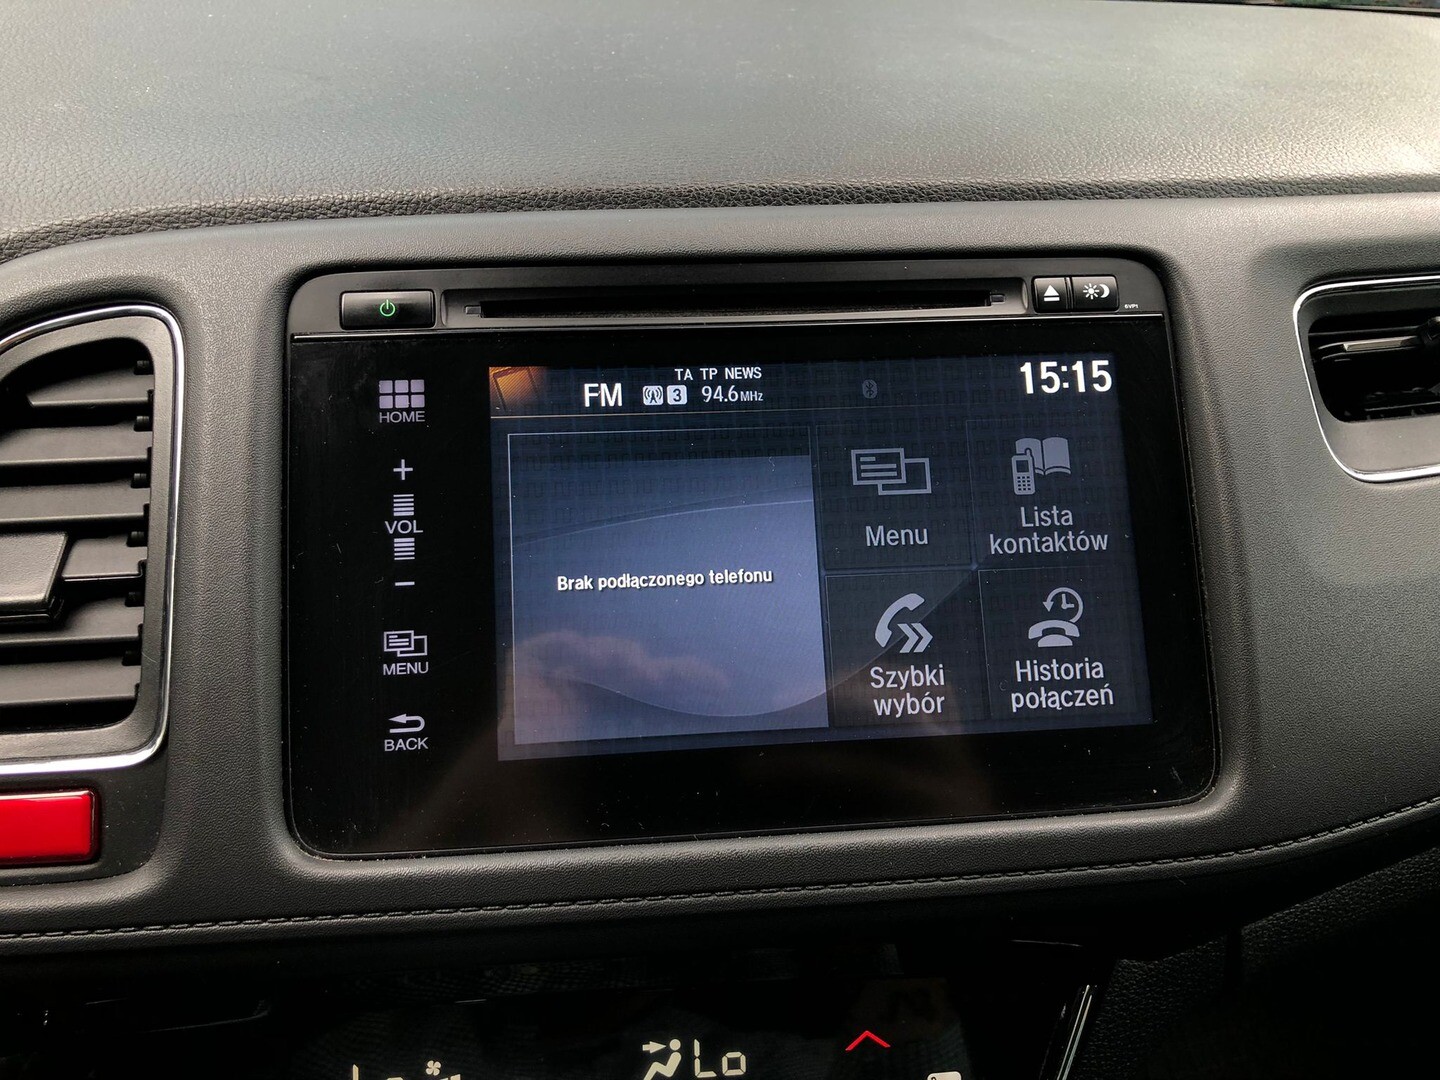 6VP1
TA TP NEWS
FM 3 94.6MHz
15:15
HOME
+
VOL
−
MENU
BACK
Brak podłączonego telefonu
Menu
Lista
kontaktów
Szybki
wybór
Historia
połączeń
Lo